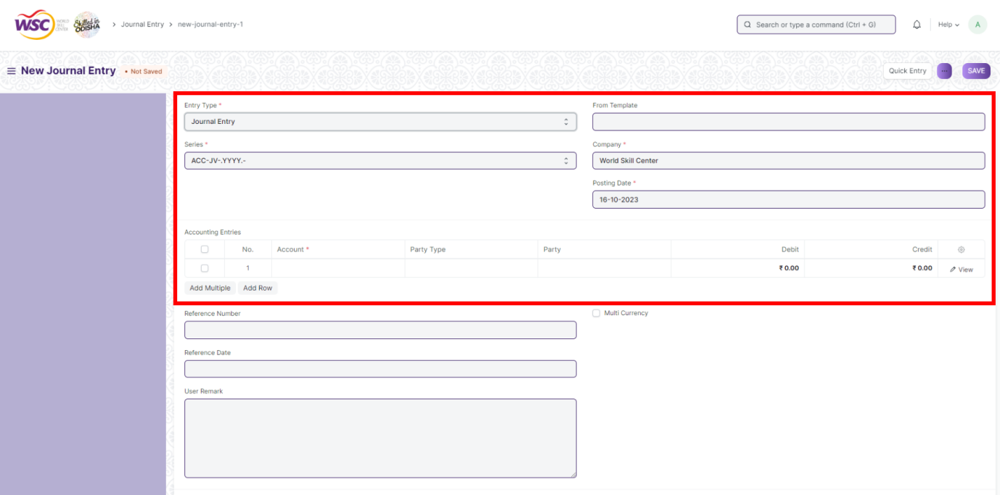 WSC WORLD SKILL CENTER Skilled in ODISHA > Journal Entry > new-journal-entry-1 Search or type a command (Ctrl + G) Help A
New Journal Entry • Not Saved Quick Entry ... SAVE
Entry Type * From Template
Journal Entry
Series * Company *
ACC-JV-.YYYY.- World Skill Center
Posting Date *
16-10-2023
Accounting Entries
No. Account * Party Type Party Debit Credit
1 ₹ 0.00 ₹ 0.00 View
Add Multiple Add Row
Reference Number Multi Currency
Reference Date
User Remark